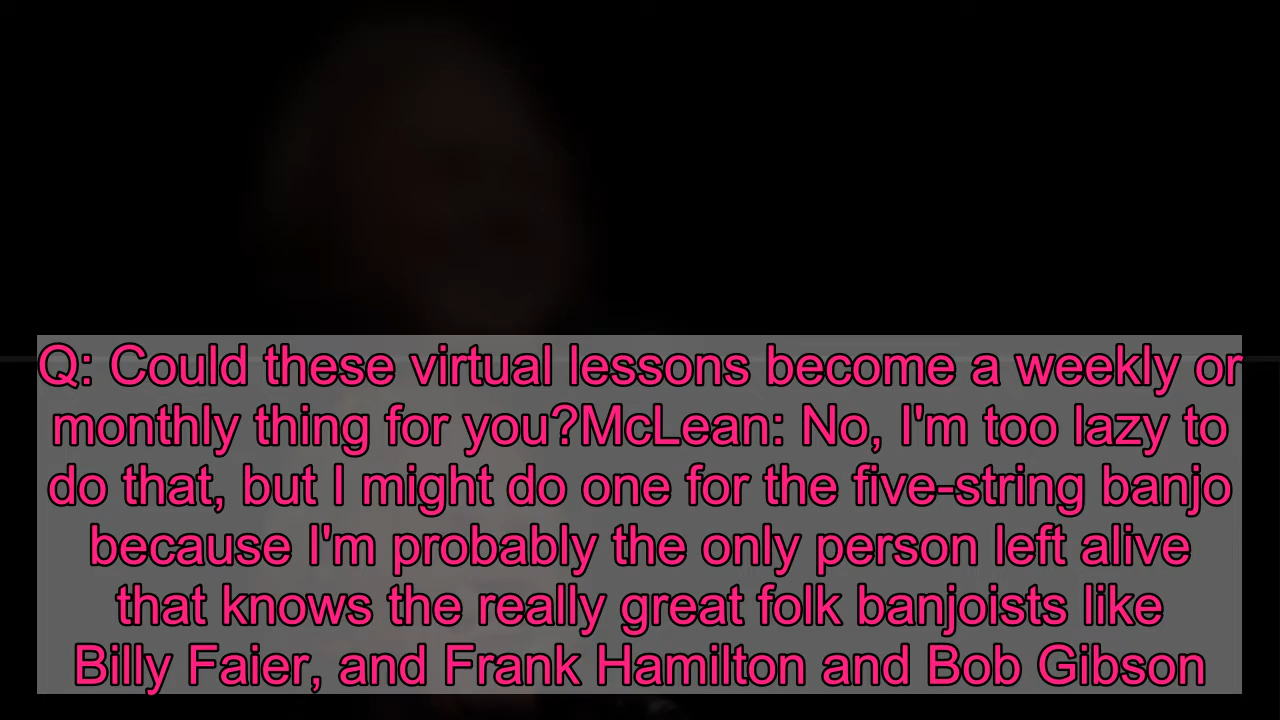 Q: Could these virtual lessons become a weekly or
monthly thing for you?McLean: No, I'm too lazy to
do that, but I might do one for the five-string banjo
because I'm probably the only person left alive
that knows the really great folk banjoists like
Billy Faier, and Frank Hamilton and Bob Gibson